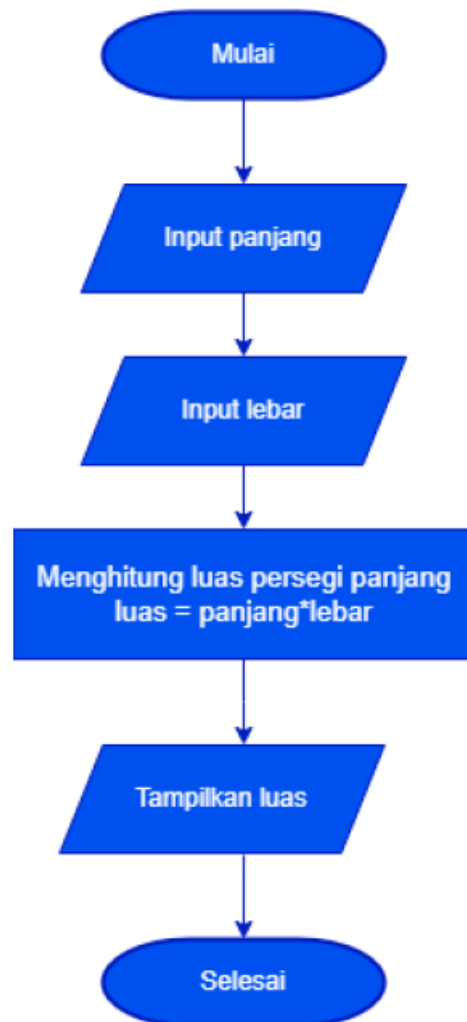 Mulai
Input panjang
Input lebar
Menghitung luas persegi panjang
luas = panjang*lebar
Tampilkan luas
Selesai